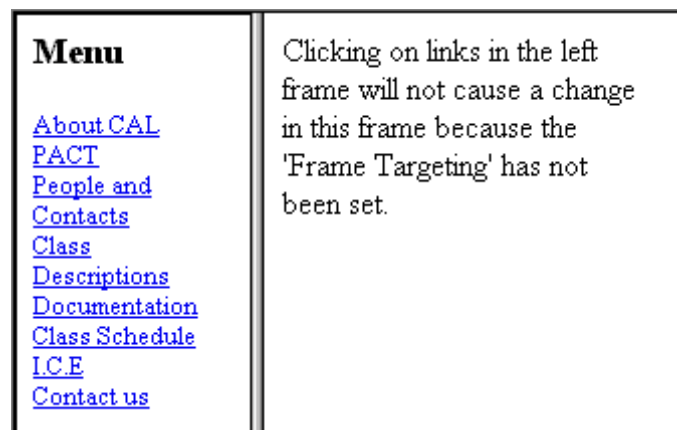 Menu
About CAL
PACT
People and
Contacts
Class
Descriptions
Documentation
Class Schedule
I.C.E
Contact us
Clicking on links in the left
frame will not cause a change
in this frame because the
'Frame Targeting' has not
been set.